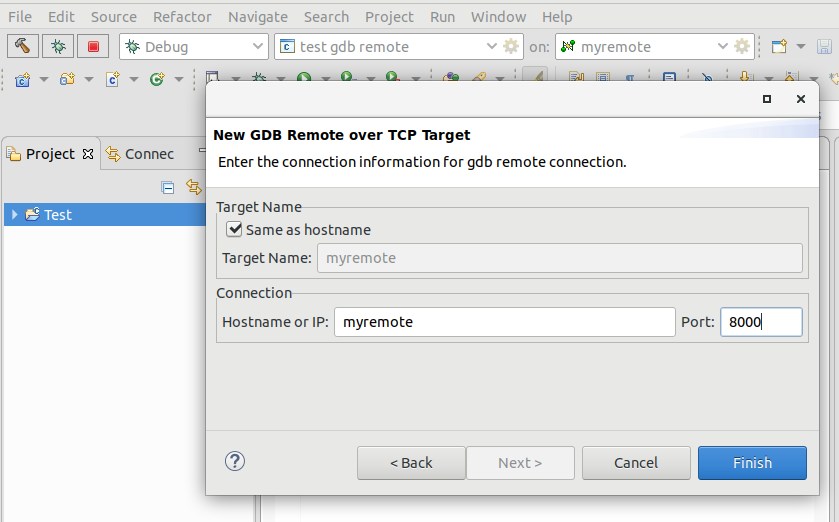 File Edit Source Refactor Navigate Search Project Run Window Help
Debug test gdb remote on: myremote
New GDB Remote over TCP Target
Enter the connection information for gdb remote connection.
Project Connec
Test
Target Name
Same as hostname
Target Name: myremote
Connection
Hostname or IP: myremote Port: 8000
? < Back Next > Cancel Finish